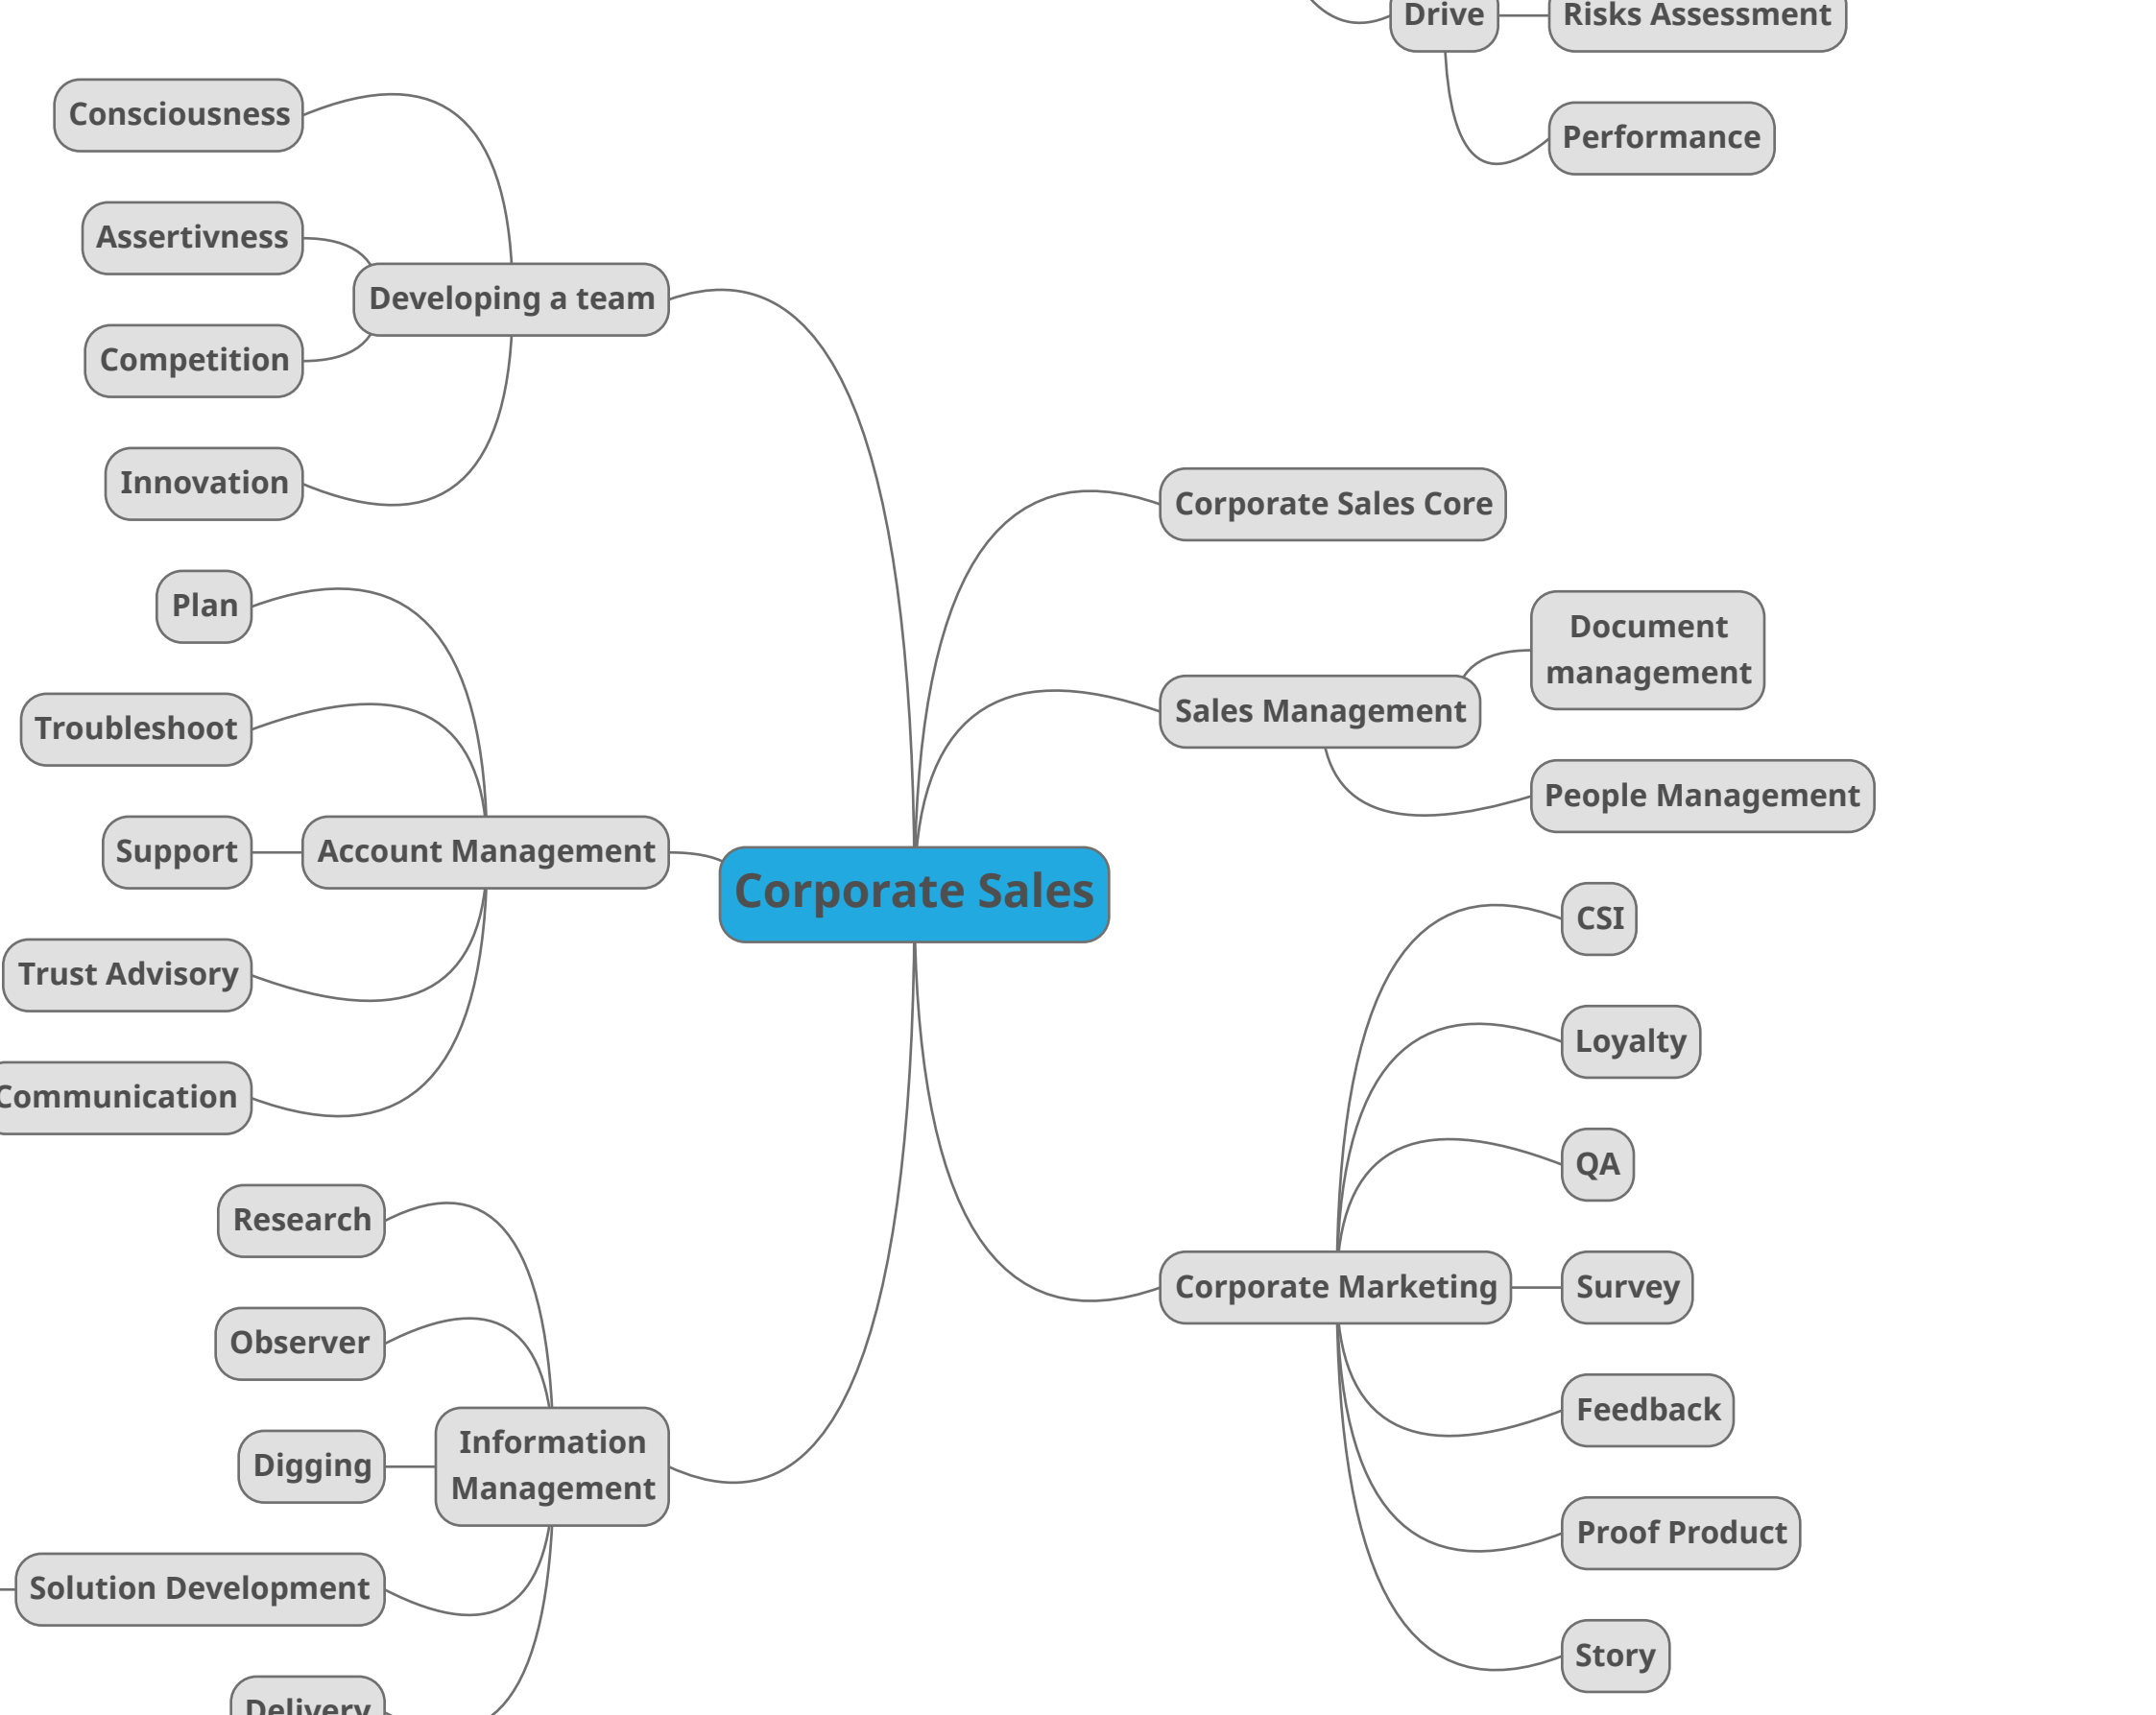 Drive
Risks Assessment
Performance
Consciousness
Assertivness
Developing a team
Competition
Innovation
Corporate Sales Core
Plan
Document
management
Troubleshoot
Sales Management
People Management
Support
Account Management
Corporate Sales
CSI
Trust Advisory
Loyalty
Communication
QA
Research
Corporate Marketing
Survey
Observer
Feedback
Information
Management
Digging
Proof Product
Solution Development
Story
Delivery